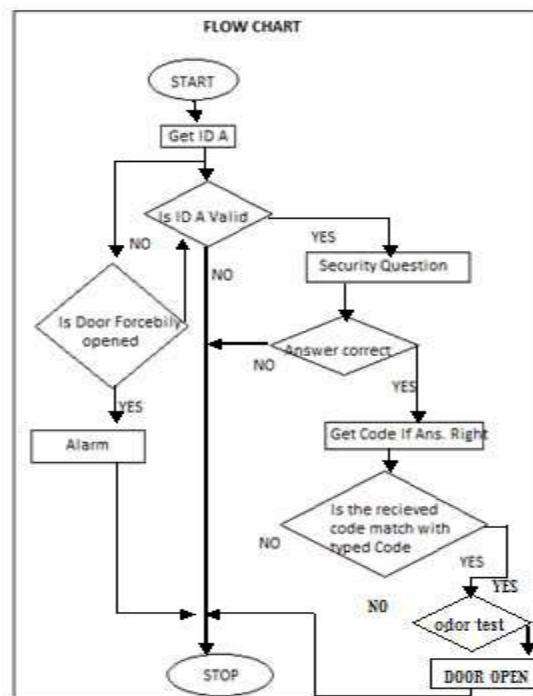 FLOW CHART
START
Get ID A
Is ID A Valid
NO
YES
NO
Security Question
Is Door Forcebily
opened
Answer correct
NO
YES
YES
Alarm
Get Code If Ans. Right
Is the recieved
code match with
typed Code
NO
YES
YES
NO
odor test
STOP
DOOR OPEN